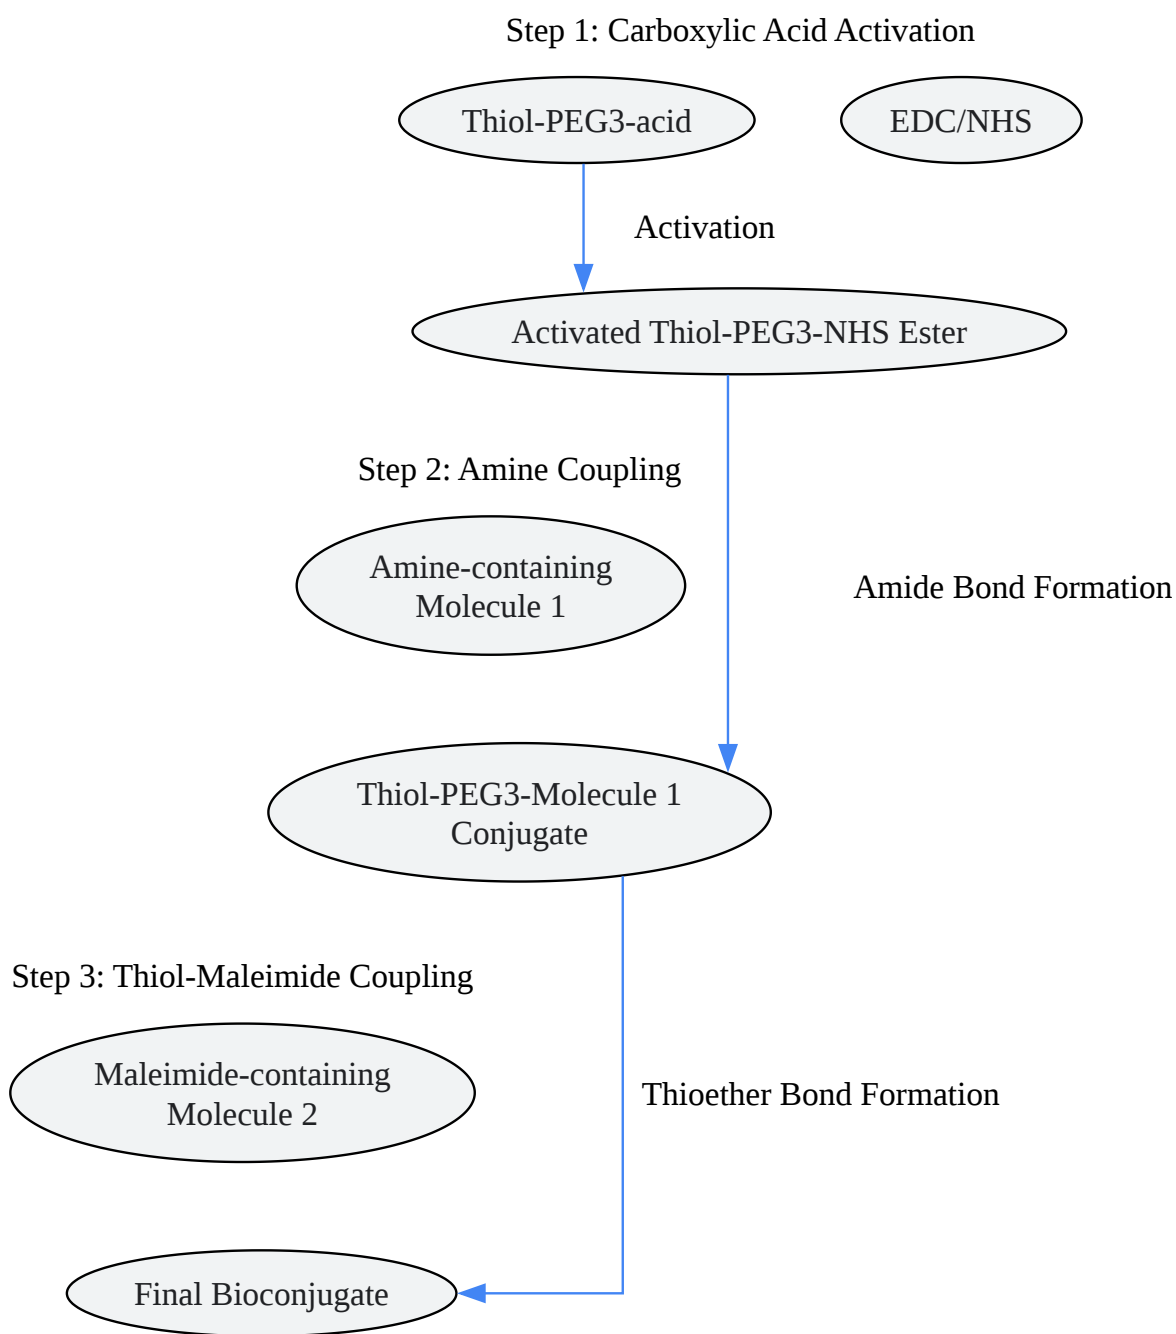 Step 1: Carboxylic Acid Activation
Thiol-PEG3-acid
EDC/NHS
Activation
Activated Thiol-PEG3-NHS Ester
Step 2: Amine Coupling
Amine-containing
Molecule 1
Amide Bond Formation
Thiol-PEG3-Molecule 1
Conjugate
Step 3: Thiol-Maleimide Coupling
Maleimide-containing
Molecule 2
Thioether Bond Formation
Final Bioconjugate